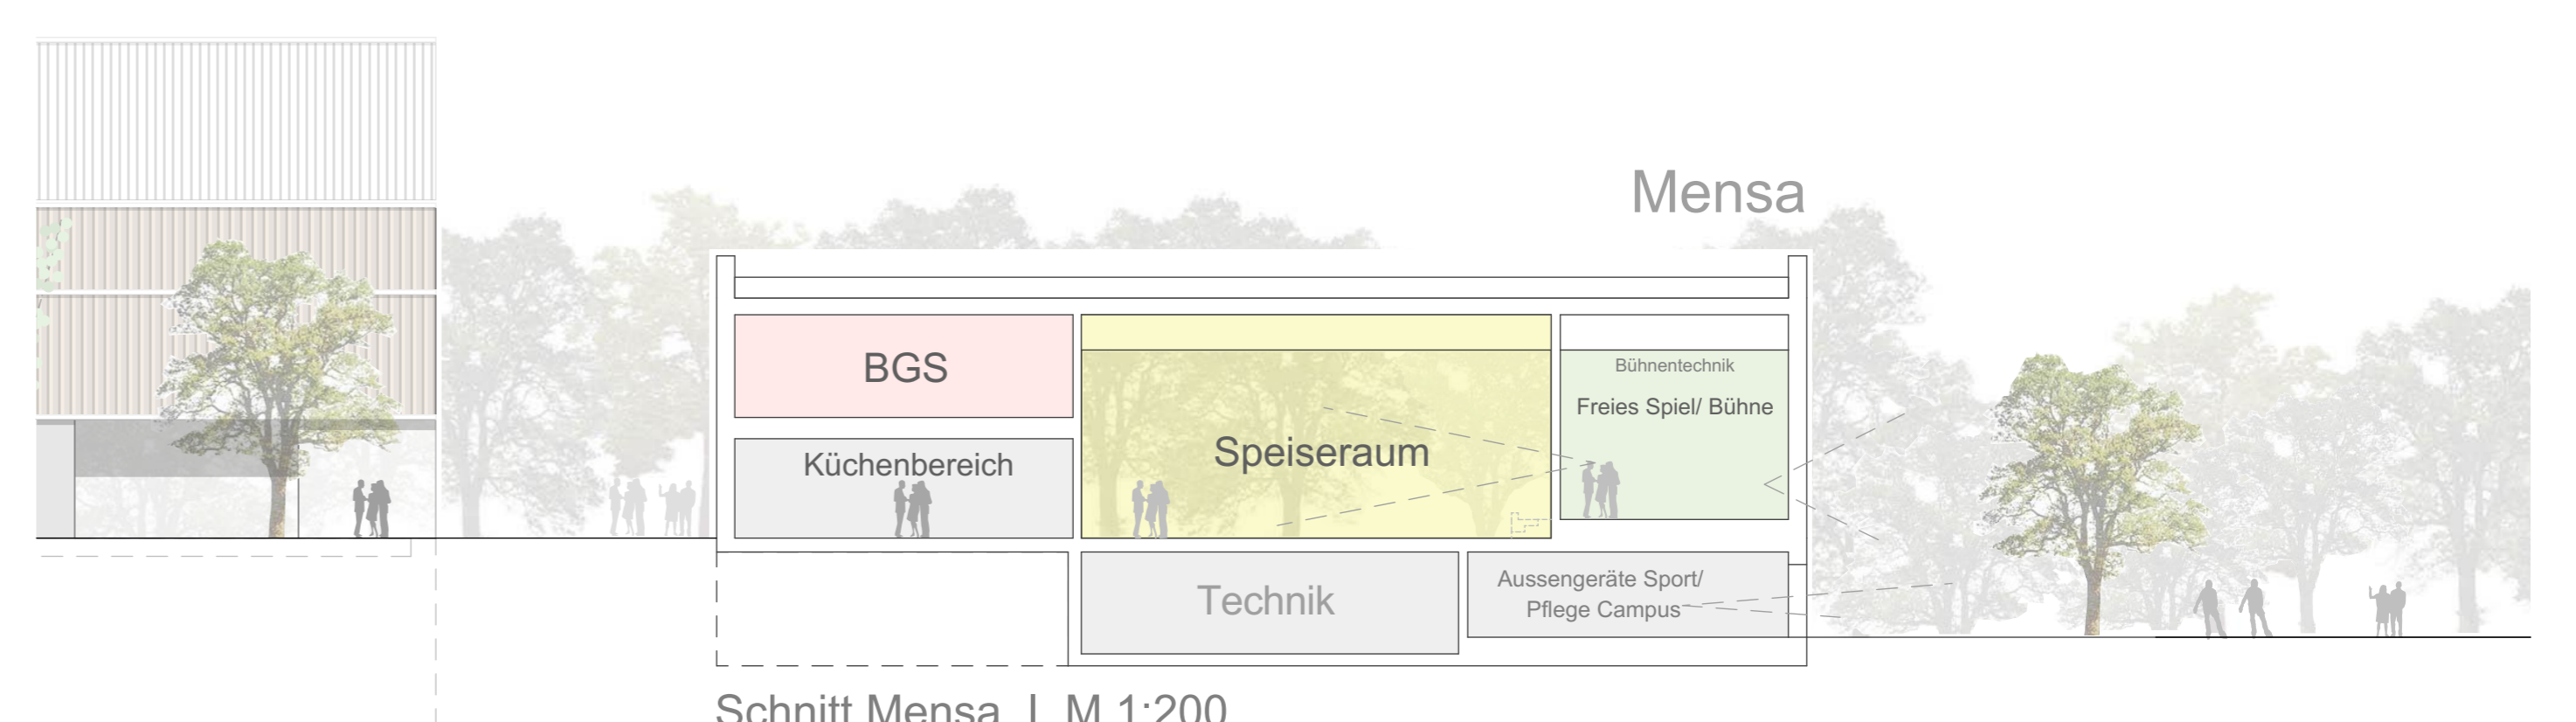 Mensa
BGS
Bühnentechnik
Freies Spiel/ Bühne
Speiseraum
Küchenbereich
Technik
Aussengeräte Sport/
Pflege Campus
Schnitt Mensa | M 1:200